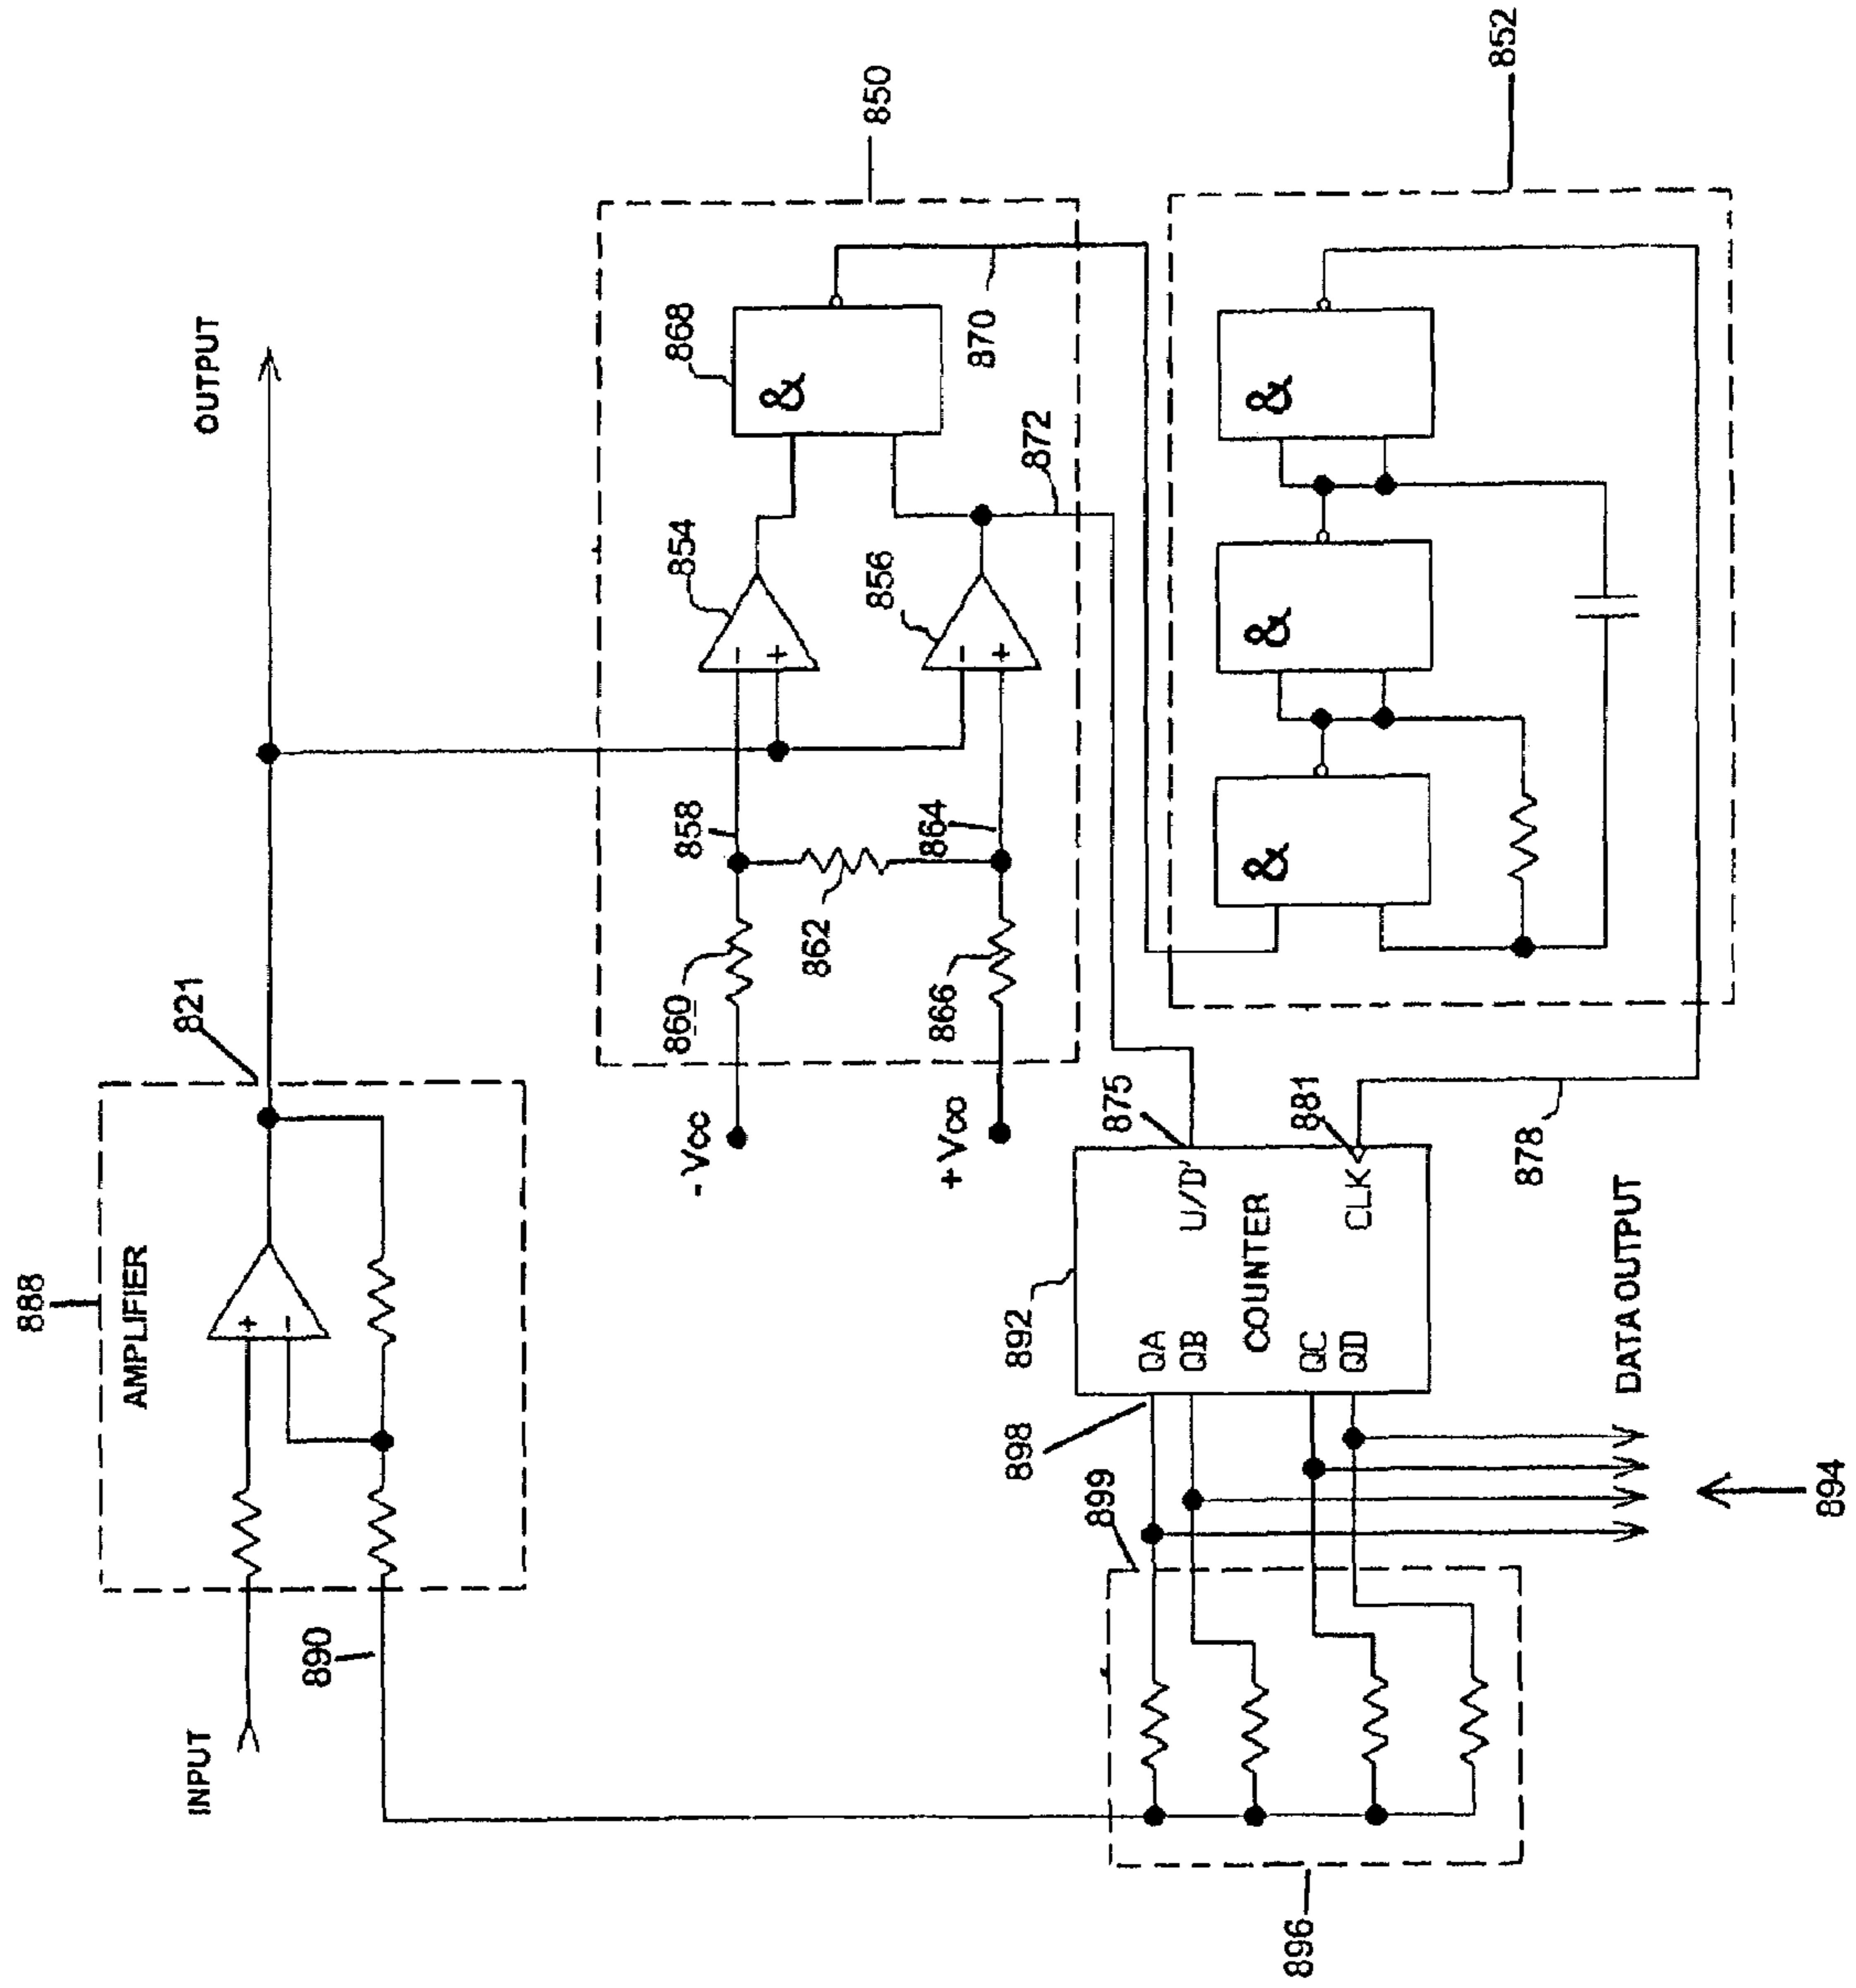 888
AMPLIFIER
+
-
INPUT
890
821
OUTPUT
850
854
-
+
856
-
+
858
860
862
864
866
-Vcc
+Vcc
868
&
870
872
852
&
&
&
892
COUNTER
QA
QB
QC
QD
U/D'
CLK
875
881
878
898
899
896
DATA OUTPUT
894